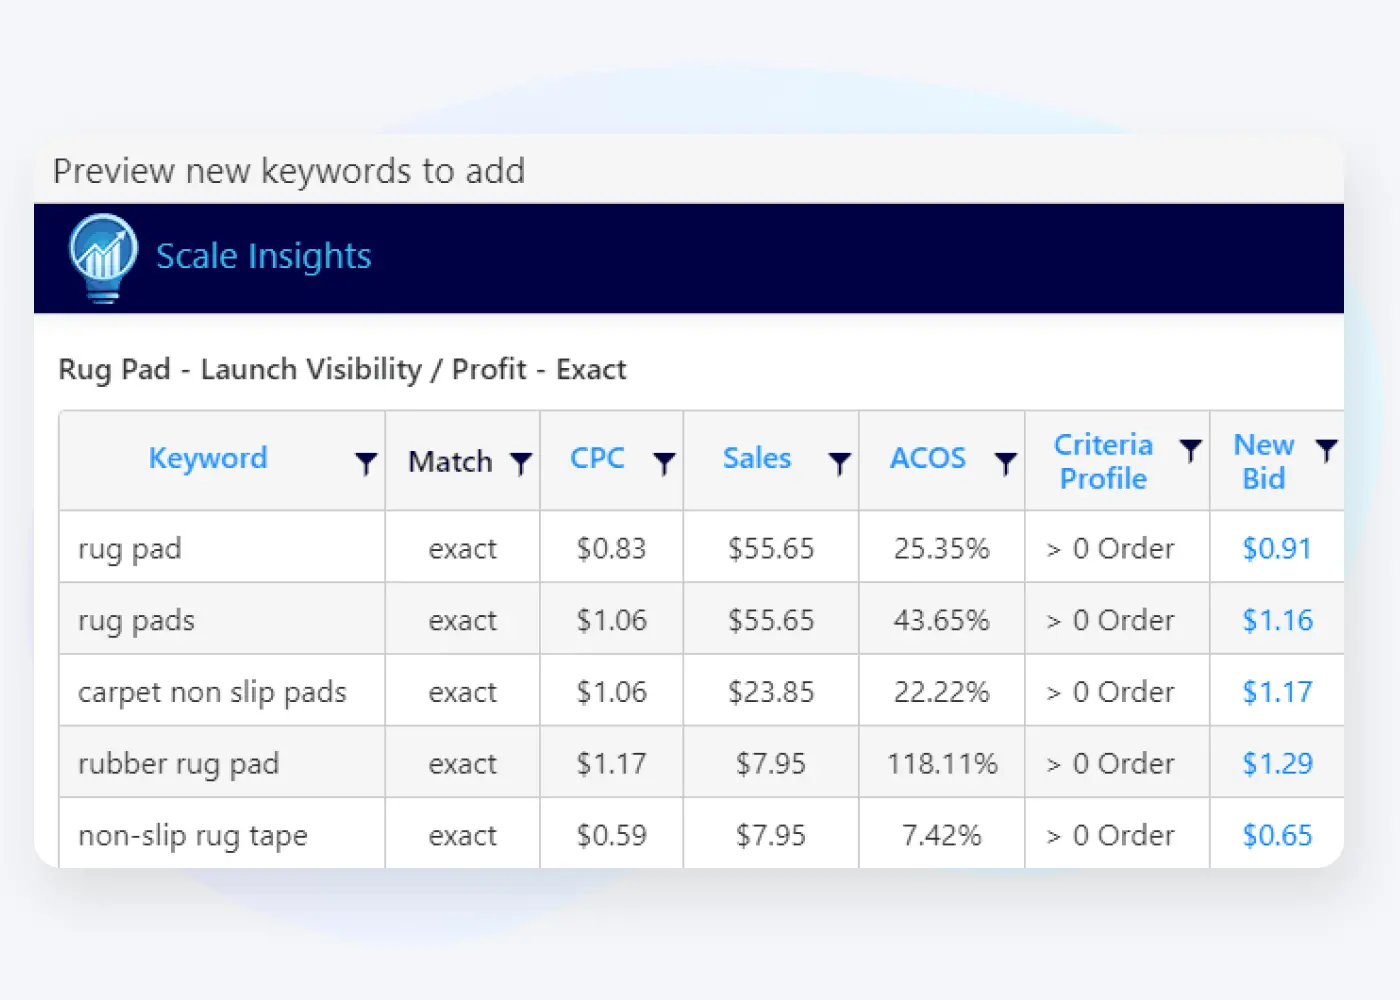 Preview new keywords to add
Scale Insights
Rug Pad - Launch Visibility / Profit - Exact
Keyword Match CPC Sales ACOS Criteria Profile New Bid
rug pad exact $0.83 $55.65 25.35% > 0 Order $0.91
rug pads exact $1.06 $55.65 43.65% > 0 Order $1.16
carpet non slip pads exact $1.06 $23.85 22.22% > 0 Order $1.17
rubber rug pad exact $1.17 $7.95 118.11% > 0 Order $1.29
non-slip rug tape exact $0.59 $7.95 7.42% > 0 Order $0.65